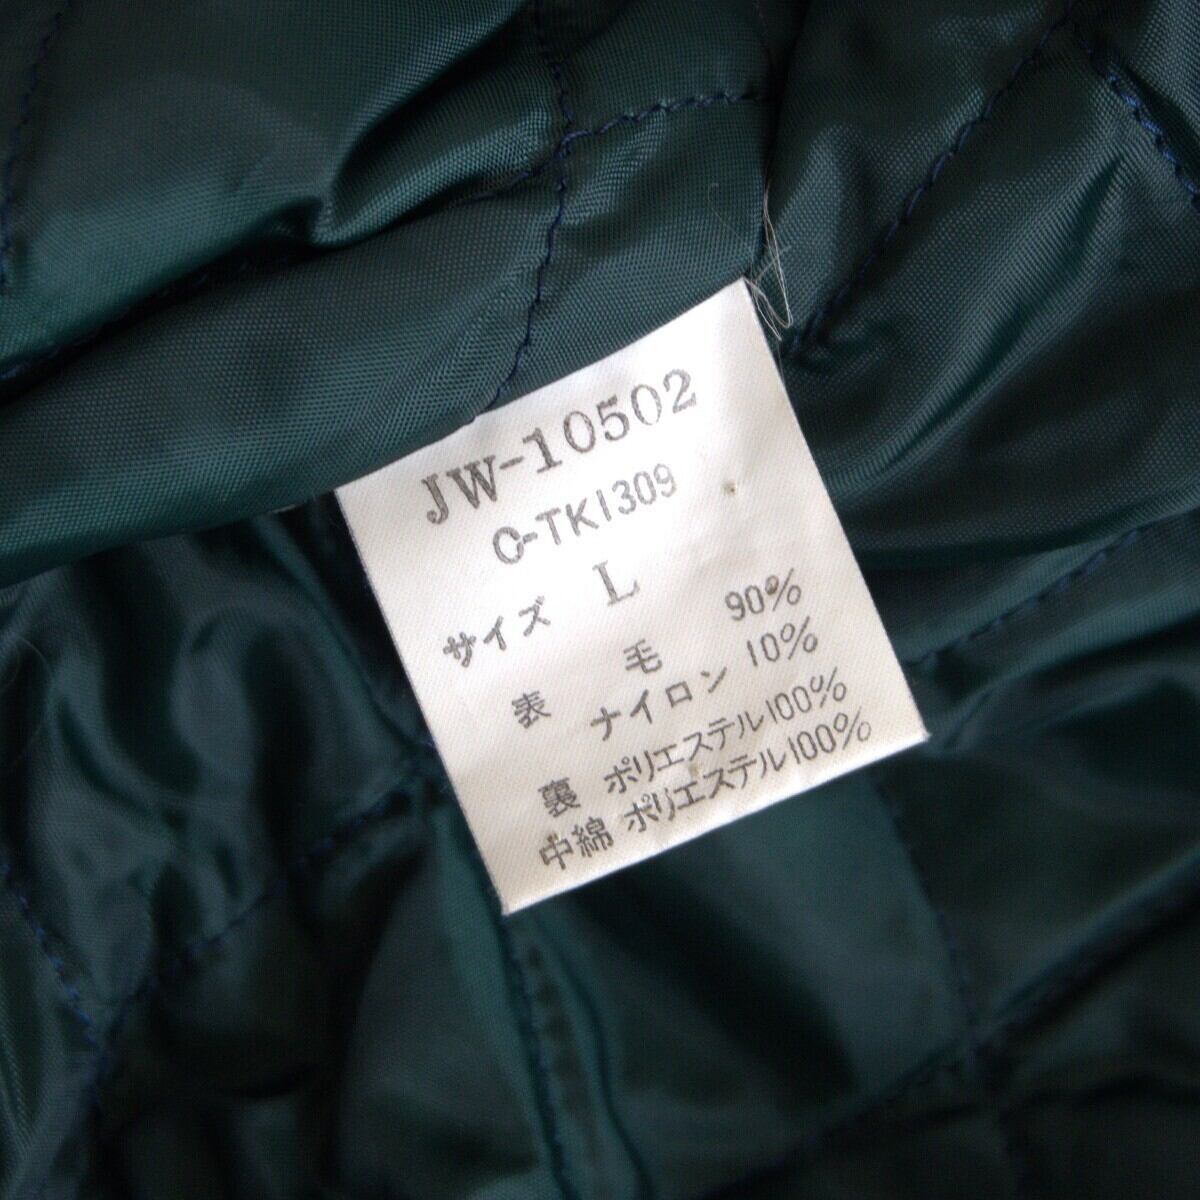 JW-10502
O-TK1309
サイズ L
表 毛 90%
ナイロン 10%
裏 ポリエステル100%
中綿 ポリエステル100%